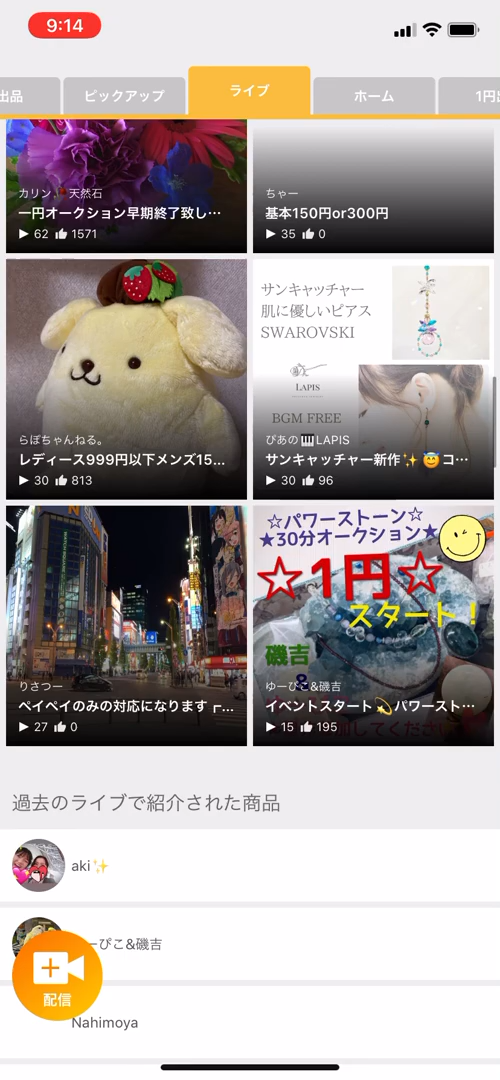 9:14
出品
ピックアップ
ライブ
ホーム
1円
カリン
天然石
一円オークション早期終了致し…
62 1571
ちゃー
基本150円or300円
35 0
らぽちゃんねる。
レディース999円以下メンズ15…
30 813
サンキャッチャー
肌に優しいピアス
SWAROVSKI
LAPIS
BGM FREE
ぴあの🎹LAPIS
サンキャッチャー新作✨😇コ…
30 96
りさつー
ペイペイのみの対応になります┏…
27 0
☆パワーストーン☆
★30分オークション★
☆1円☆
スタート!
磯吉
&
ゆーぴこ&磯吉
イベントスタート💫パワースト…
15 195
過去のライブで紹介された商品
aki✨
ーぴこ&磯吉
配信
Nahimoya